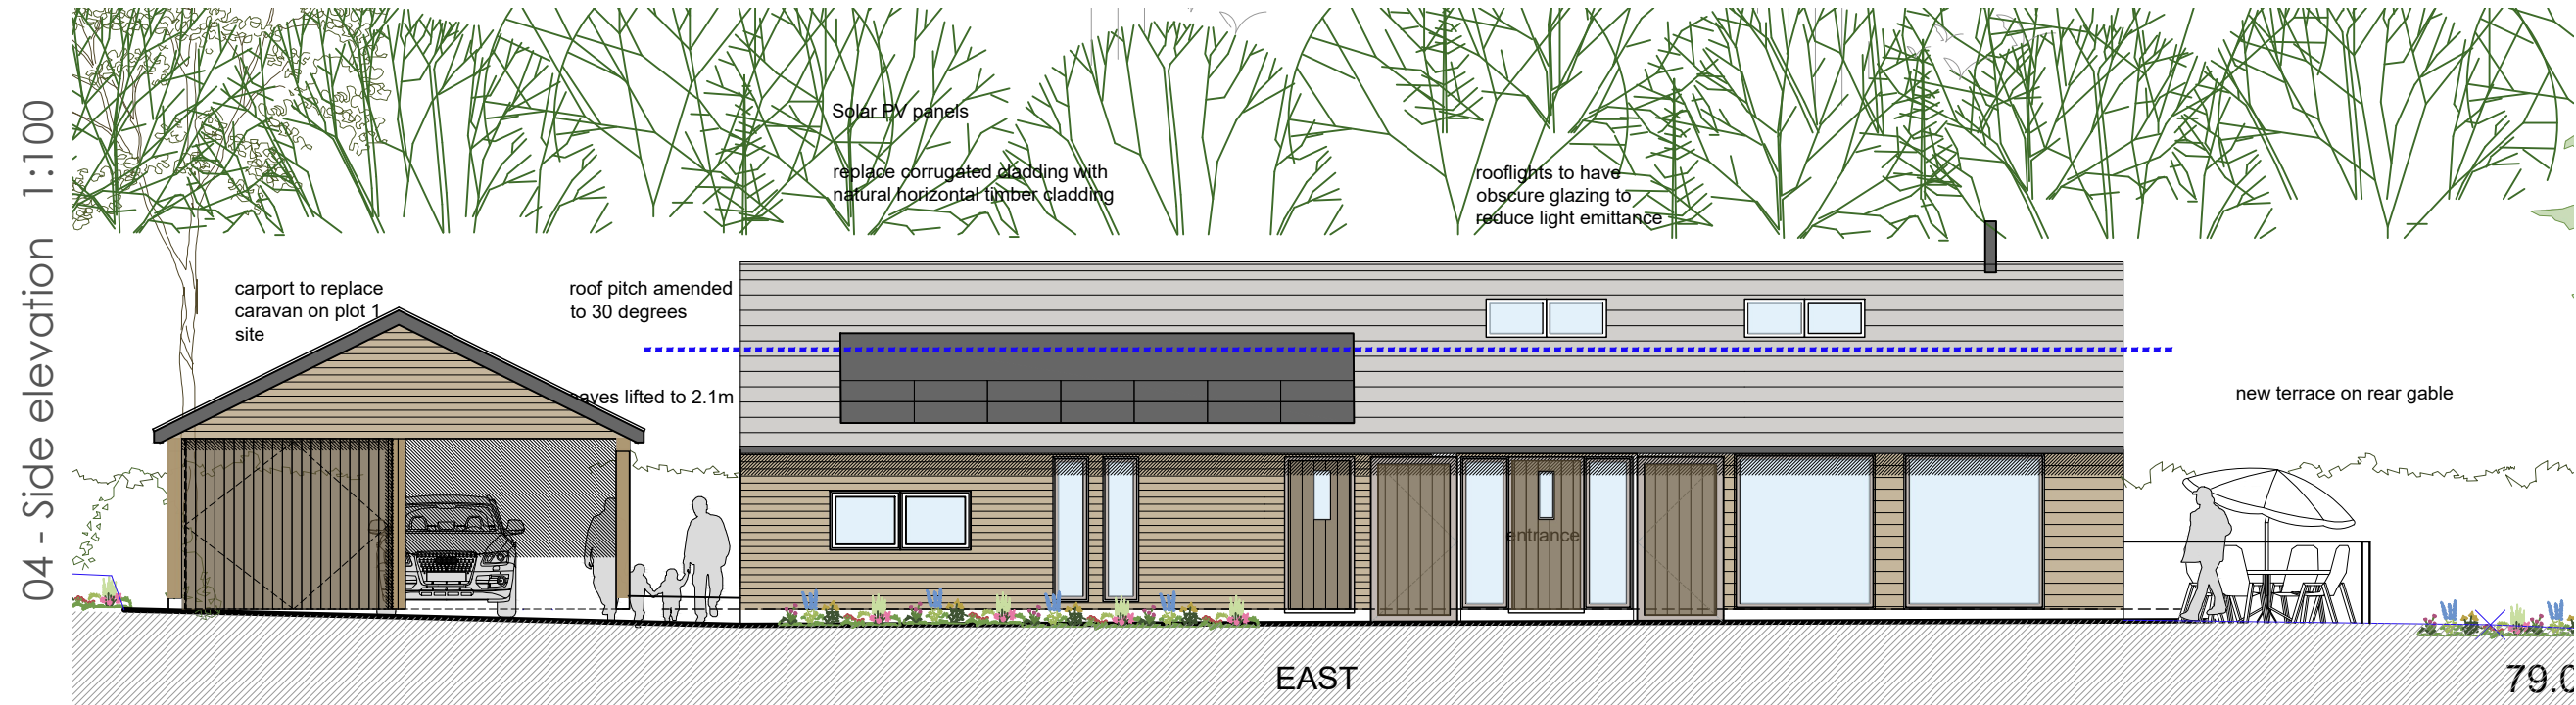 04 - Side elevation 1:100
Solar PV panels
replace corrugated cladding with
natural horizontal timber cladding
rooflights to have
obscure glazing to
reduce light emittance
carport to replace
caravan on plot 1
site
roof pitch amended
to 30 degrees
eaves lifted to 2.1m
new terrace on rear gable
entrance
EAST
79.0